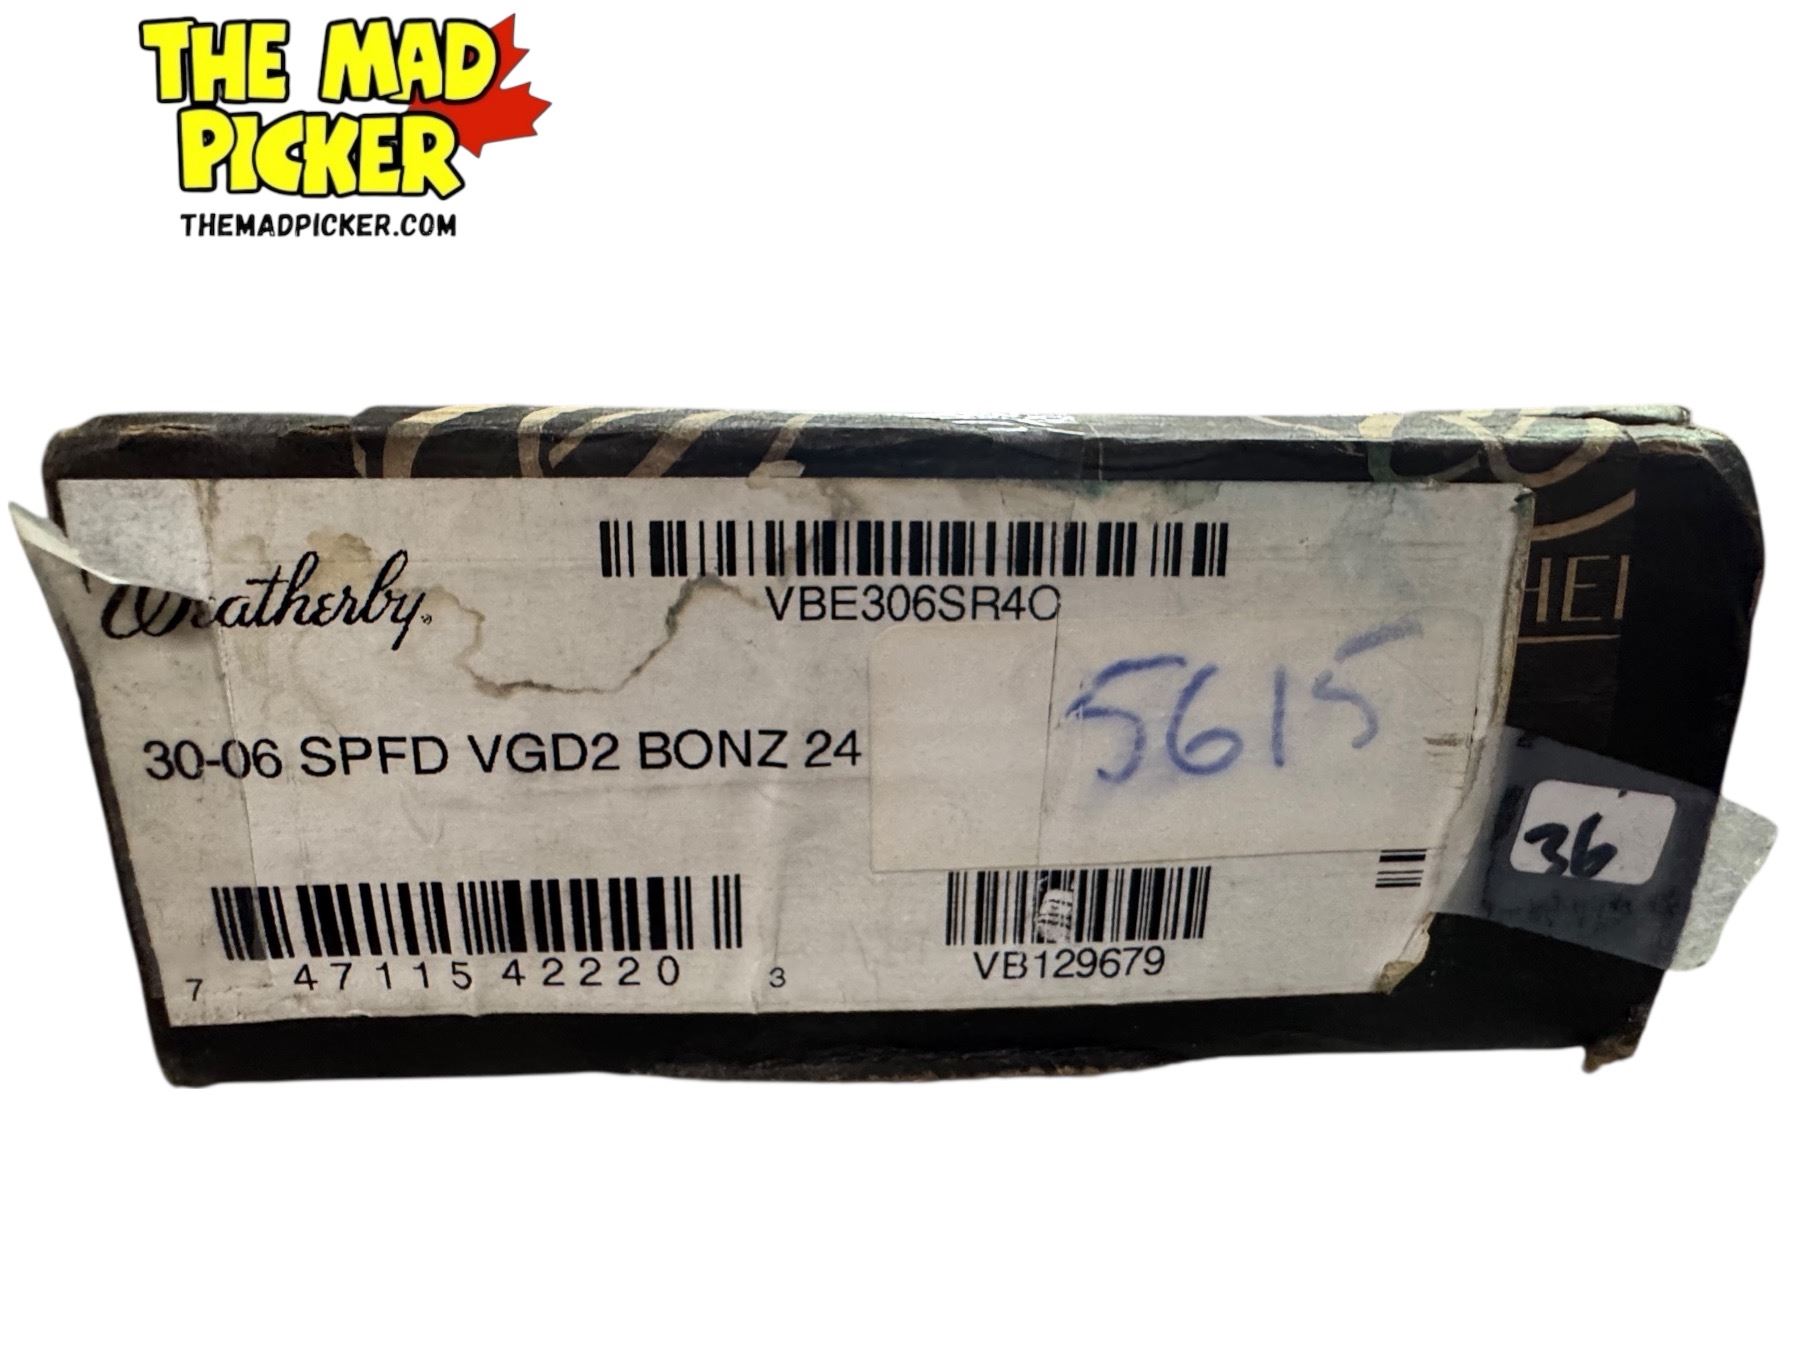 THE MAD
PICKER
THEMADPICKER.COM
Weatherby
VBE306SR4O
5615
30-06 SPFD VGD2 BONZ 24
36
7 47115 42220 3
VB129679
HEI